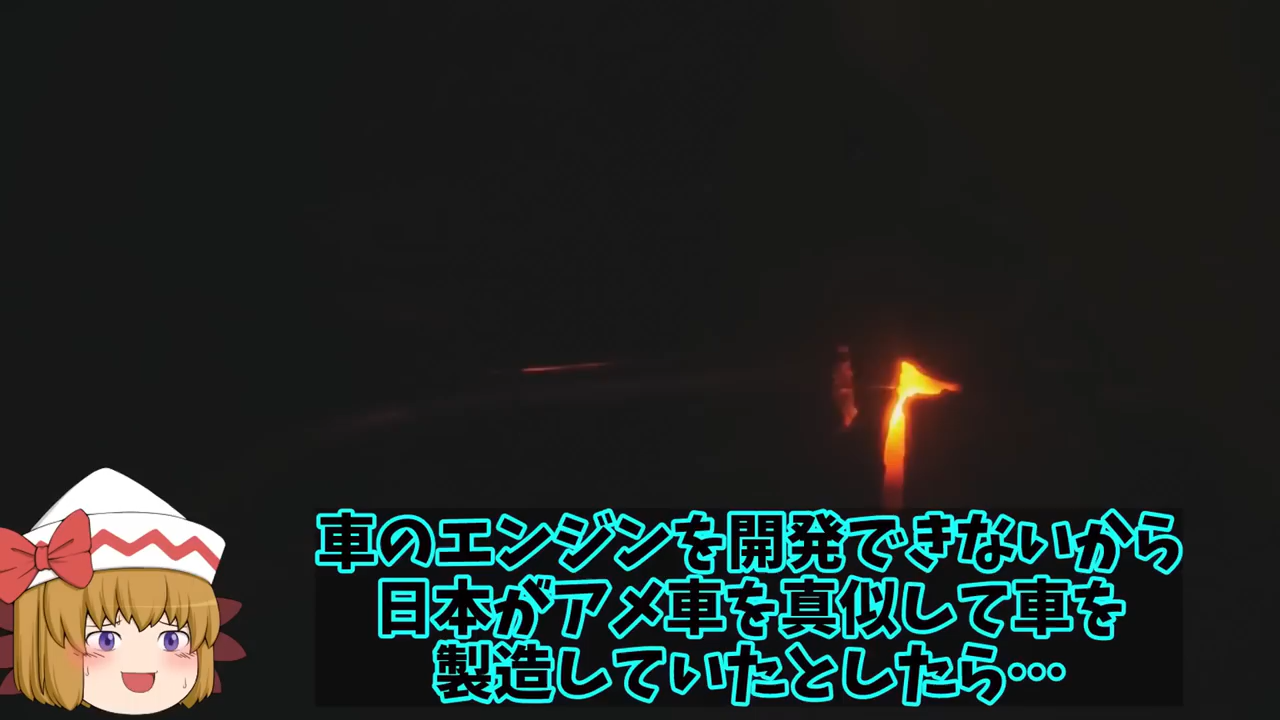 車のエンジンを開発できないから
日本がアメ車を真似して車を
製造していたとしたら…